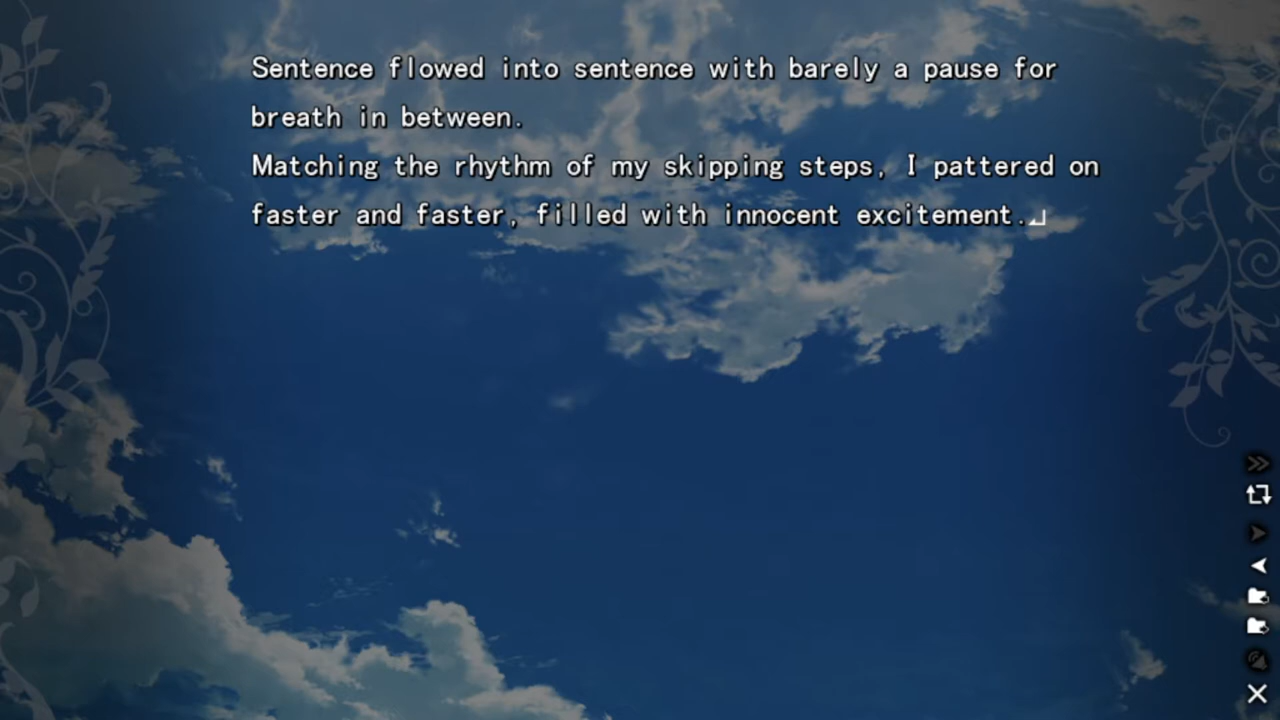 Sentence flowed into sentence with barely a pause for
breath in between.
Matching the rhythm of my skipping steps, I pattered on
faster and faster, filled with innocent excitement.